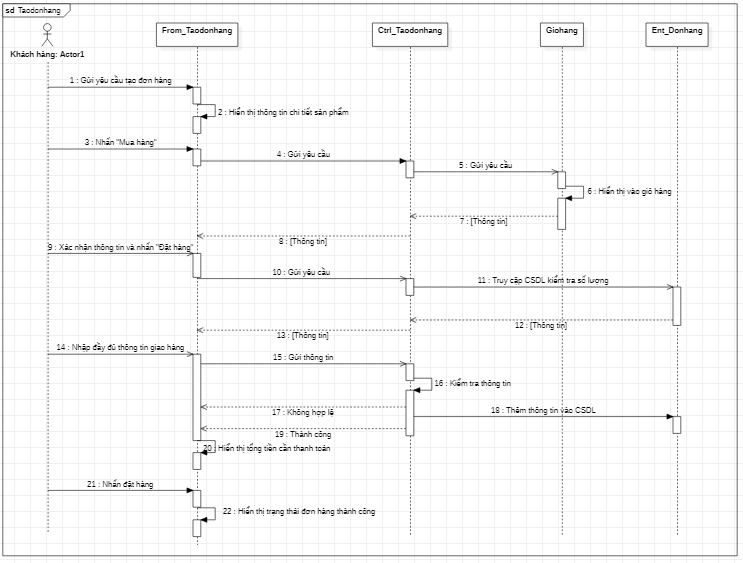 sd Taodonhang
From_Taodonhang
Ctrl_Taodonhang
Giohang
Ent_Donhang
Khách hàng: Actor1
1 : Gửi yêu cầu tạo đơn hàng
2 : Hiển thị thông tin chi tiết sản phẩm
3 : Nhấn "Mua hàng"
4 : Gửi yêu cầu
5 : Gửi yêu cầu
6 : Hiển thị vào giỏ hàng
7 : [Thông tin]
8 : [Thông tin]
9 : Xác nhận thông tin và nhấn "Đặt hàng"
10 : Gửi yêu cầu
11 : Truy cập CSDL kiểm tra số lượng
12 : [Thông tin]
13 : [Thông tin]
14 : Nhập đầy đủ thông tin giao hàng
15 : Gửi thông tin
16 : Kiểm tra thông tin
17 : Không hợp lệ
18 : Thêm thông tin vào CSDL
19 : Thành công
20 : Hiển thị tổng tiền cần thanh toán
21 : Nhấn đặt hàng
22 : Hiển thị trạng thái đơn hàng thành công